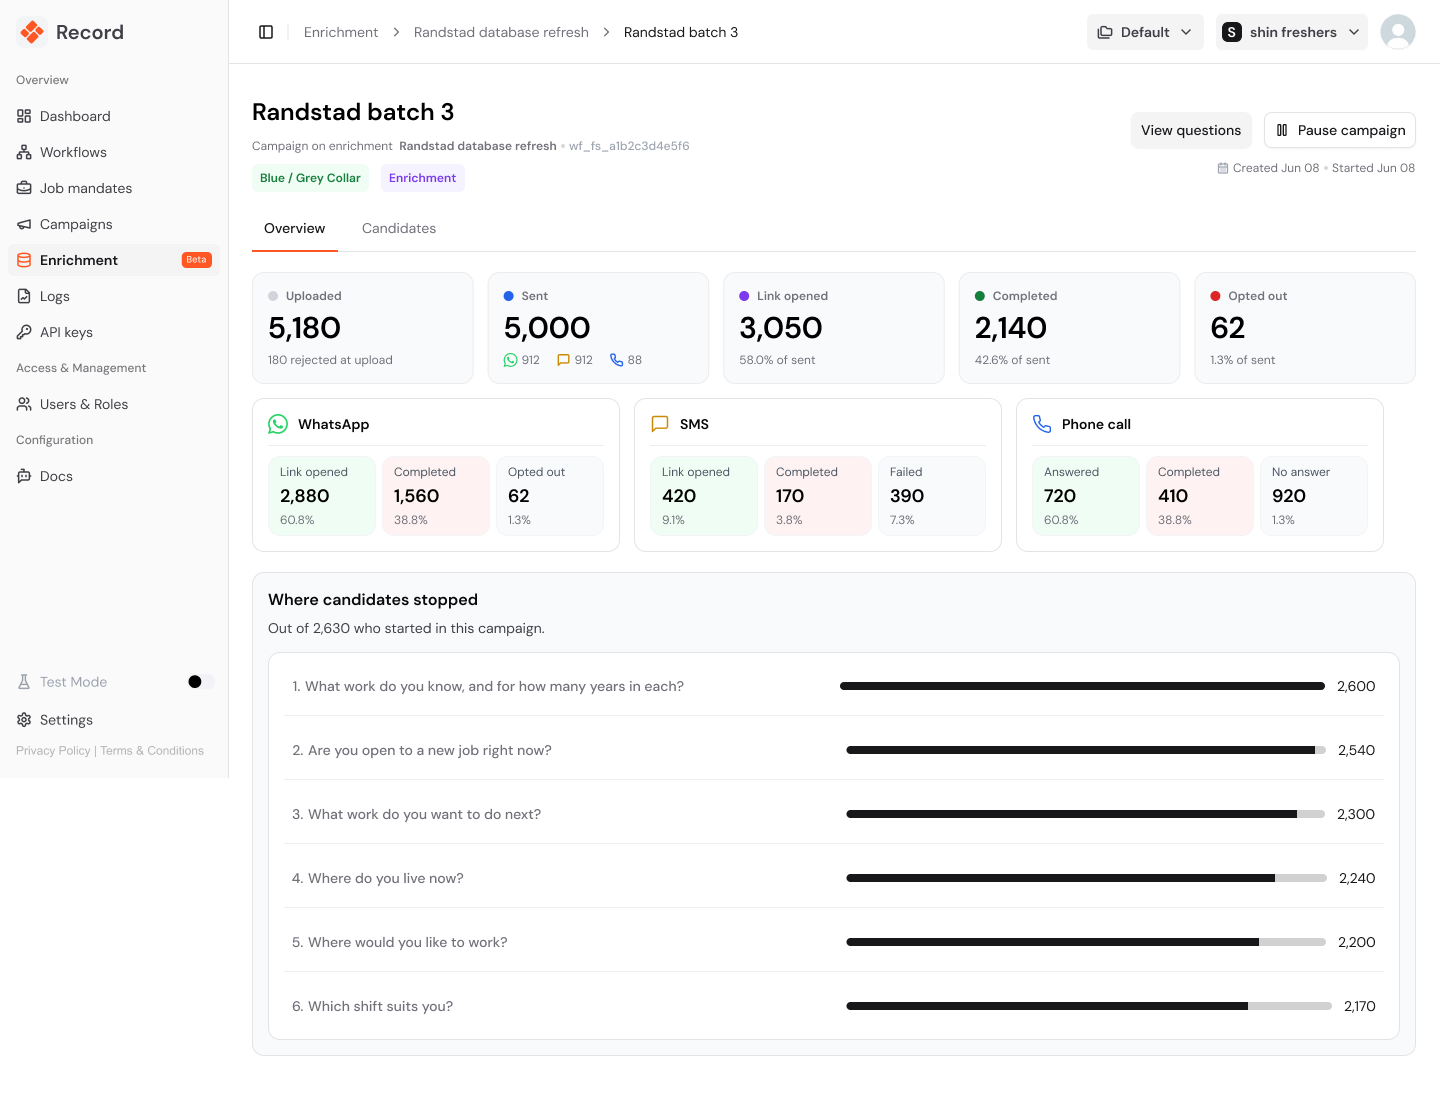 Record
Overview
Dashboard
Workflows
Job mandates
Campaigns
Enrichment Beta
Logs
API keys
Access & Management
Users & Roles
Configuration
Docs
Test Mode
Settings
Privacy Policy | Terms & Conditions
Enrichment > Randstad database refresh > Randstad batch 3
Default
S shin freshers
Randstad batch 3
Campaign on enrichment Randstad database refresh • wf_fs_a1b2c3d4e5f6
Blue / Grey Collar Enrichment
View questions Pause campaign
Created Jun 08 • Started Jun 08
Overview Candidates
Uploaded
5,180
180 rejected at upload
Sent
5,000
912 912 88
Link opened
3,050
58.0% of sent
Completed
2,140
42.6% of sent
Opted out
62
1.3% of sent
WhatsApp
Link opened
2,880
60.8%
Completed
1,560
38.8%
Opted out
62
1.3%
SMS
Link opened
420
9.1%
Completed
170
3.8%
Failed
390
7.3%
Phone call
Answered
720
60.8%
Completed
410
38.8%
No answer
920
1.3%
Where candidates stopped
Out of 2,630 who started in this campaign.
1. What work do you know, and for how many years in each? 2,600
2. Are you open to a new job right now? 2,540
3. What work do you want to do next? 2,300
4. Where do you live now? 2,240
5. Where would you like to work? 2,200
6. Which shift suits you? 2,170